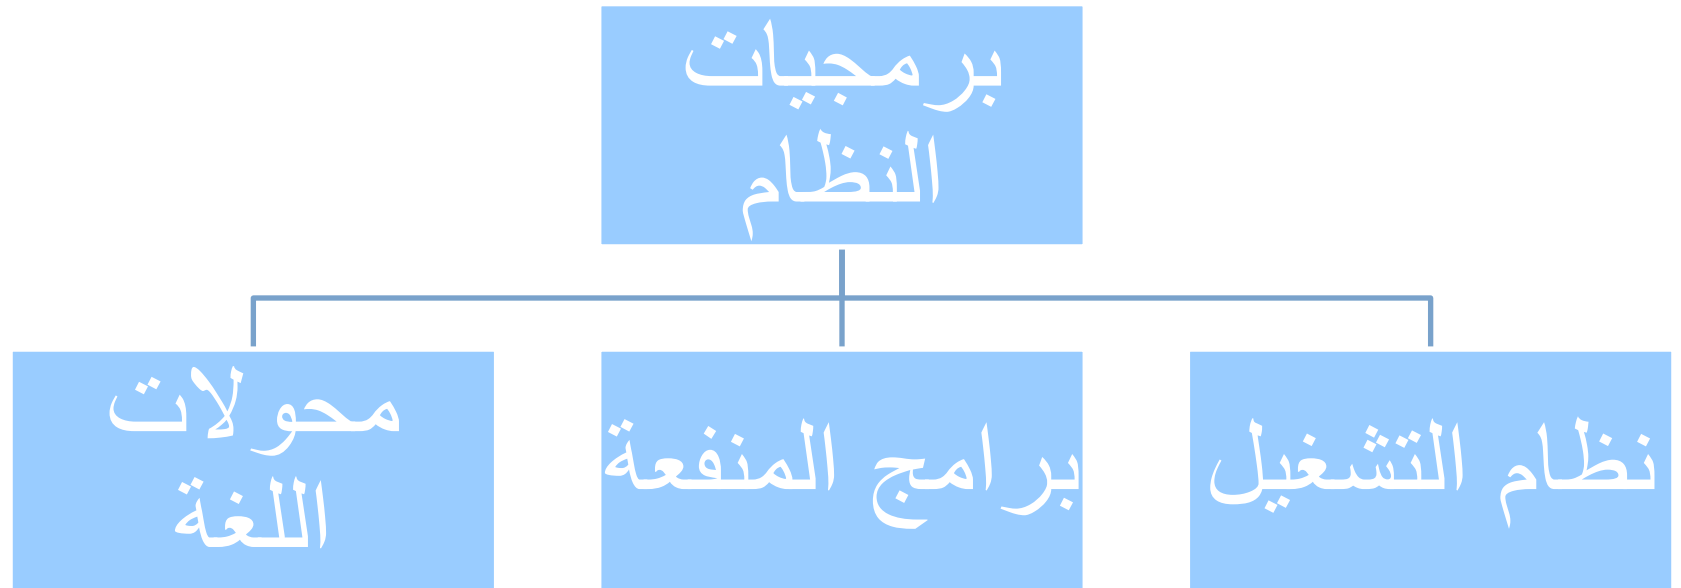 برمجيات
النظام
نظام التشغيل
برامج المنفعة
محولات
اللغة